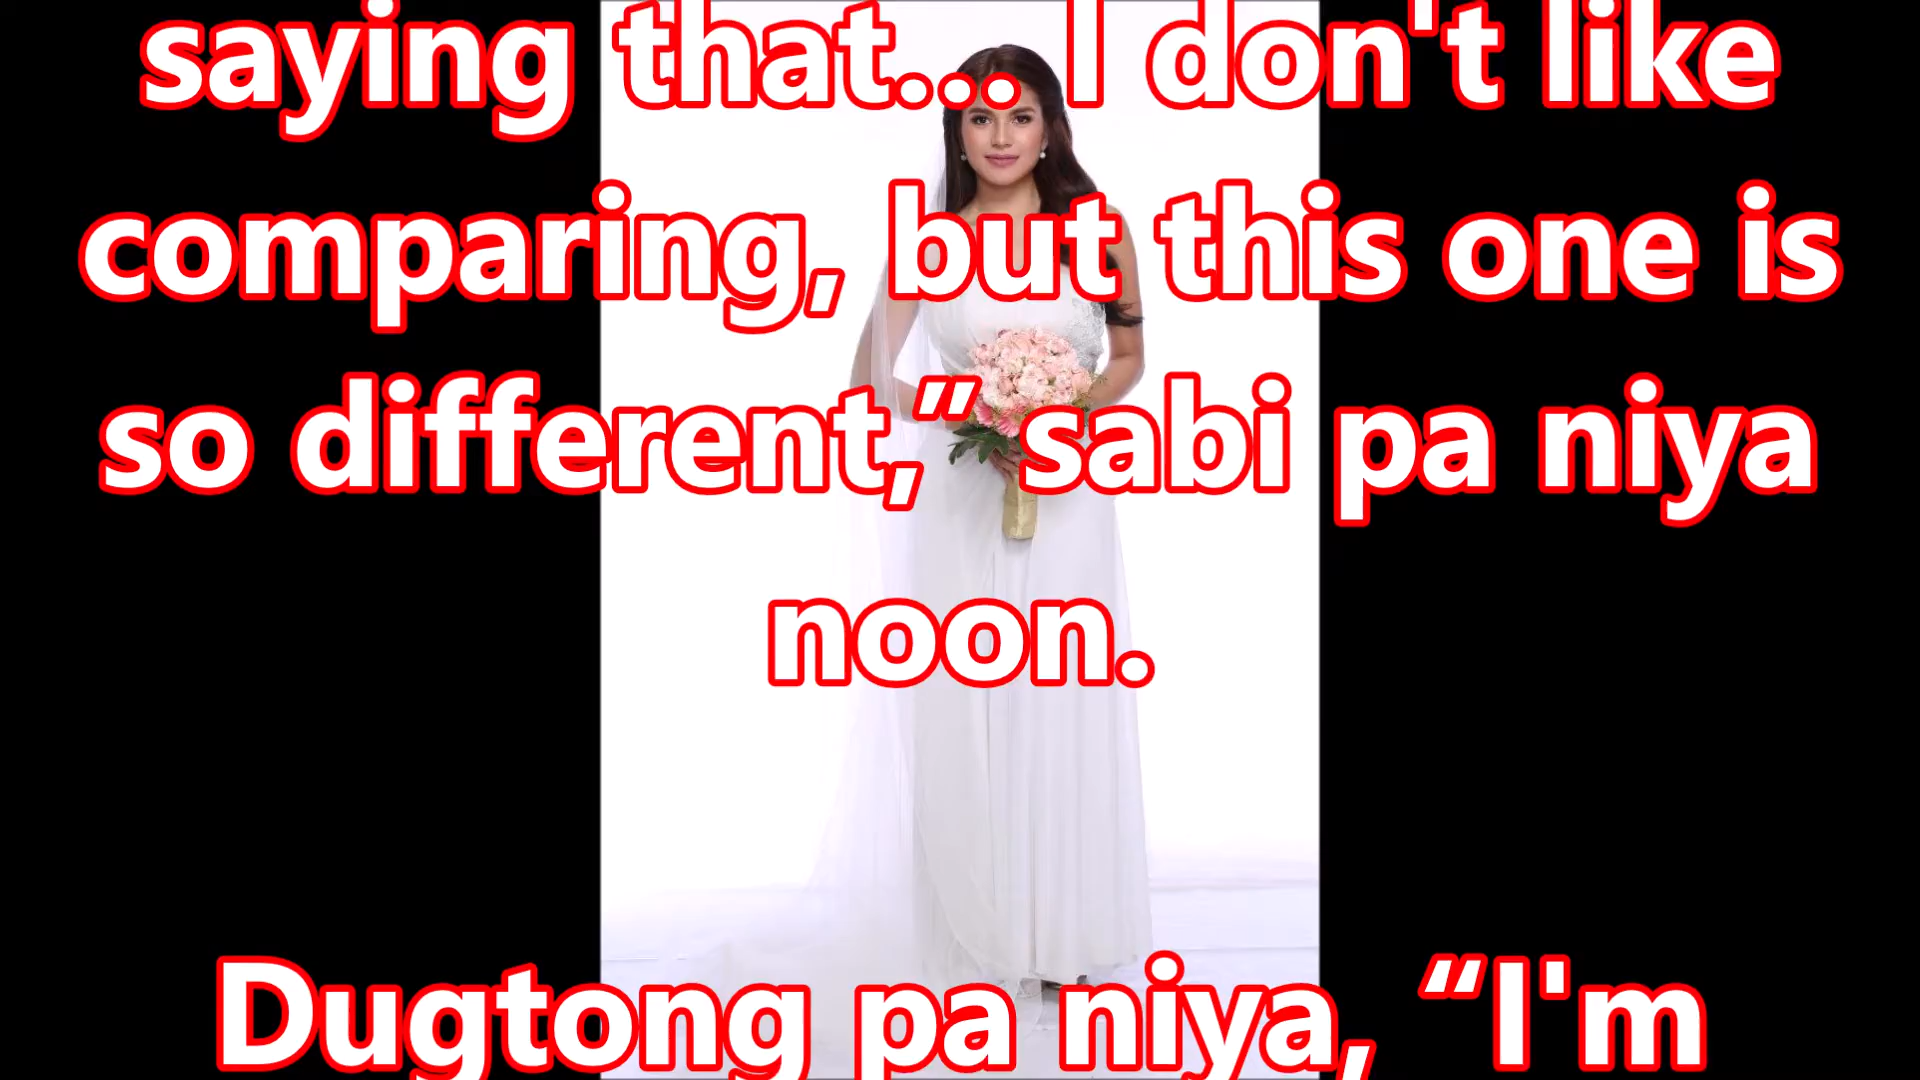 saying that... I don't like
comparing, but this one is
so different,” sabi pa niya
noon.
Dugtong pa niya, “I'm